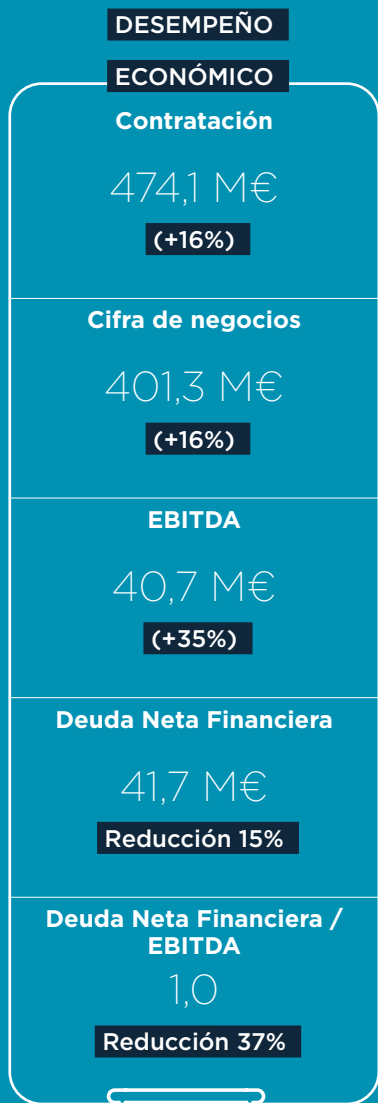 DESEMPEÑO
ECONÓMICO
Contratación
474,1 M€
(+16%)
Cifra de negocios
401,3 M€
(+16%)
EBITDA
40,7 M€
(+35%)
Deuda Neta Financiera
41,7 M€
Reducción 15%
Deuda Neta Financiera /
EBITDA
1,0
Reducción 37%